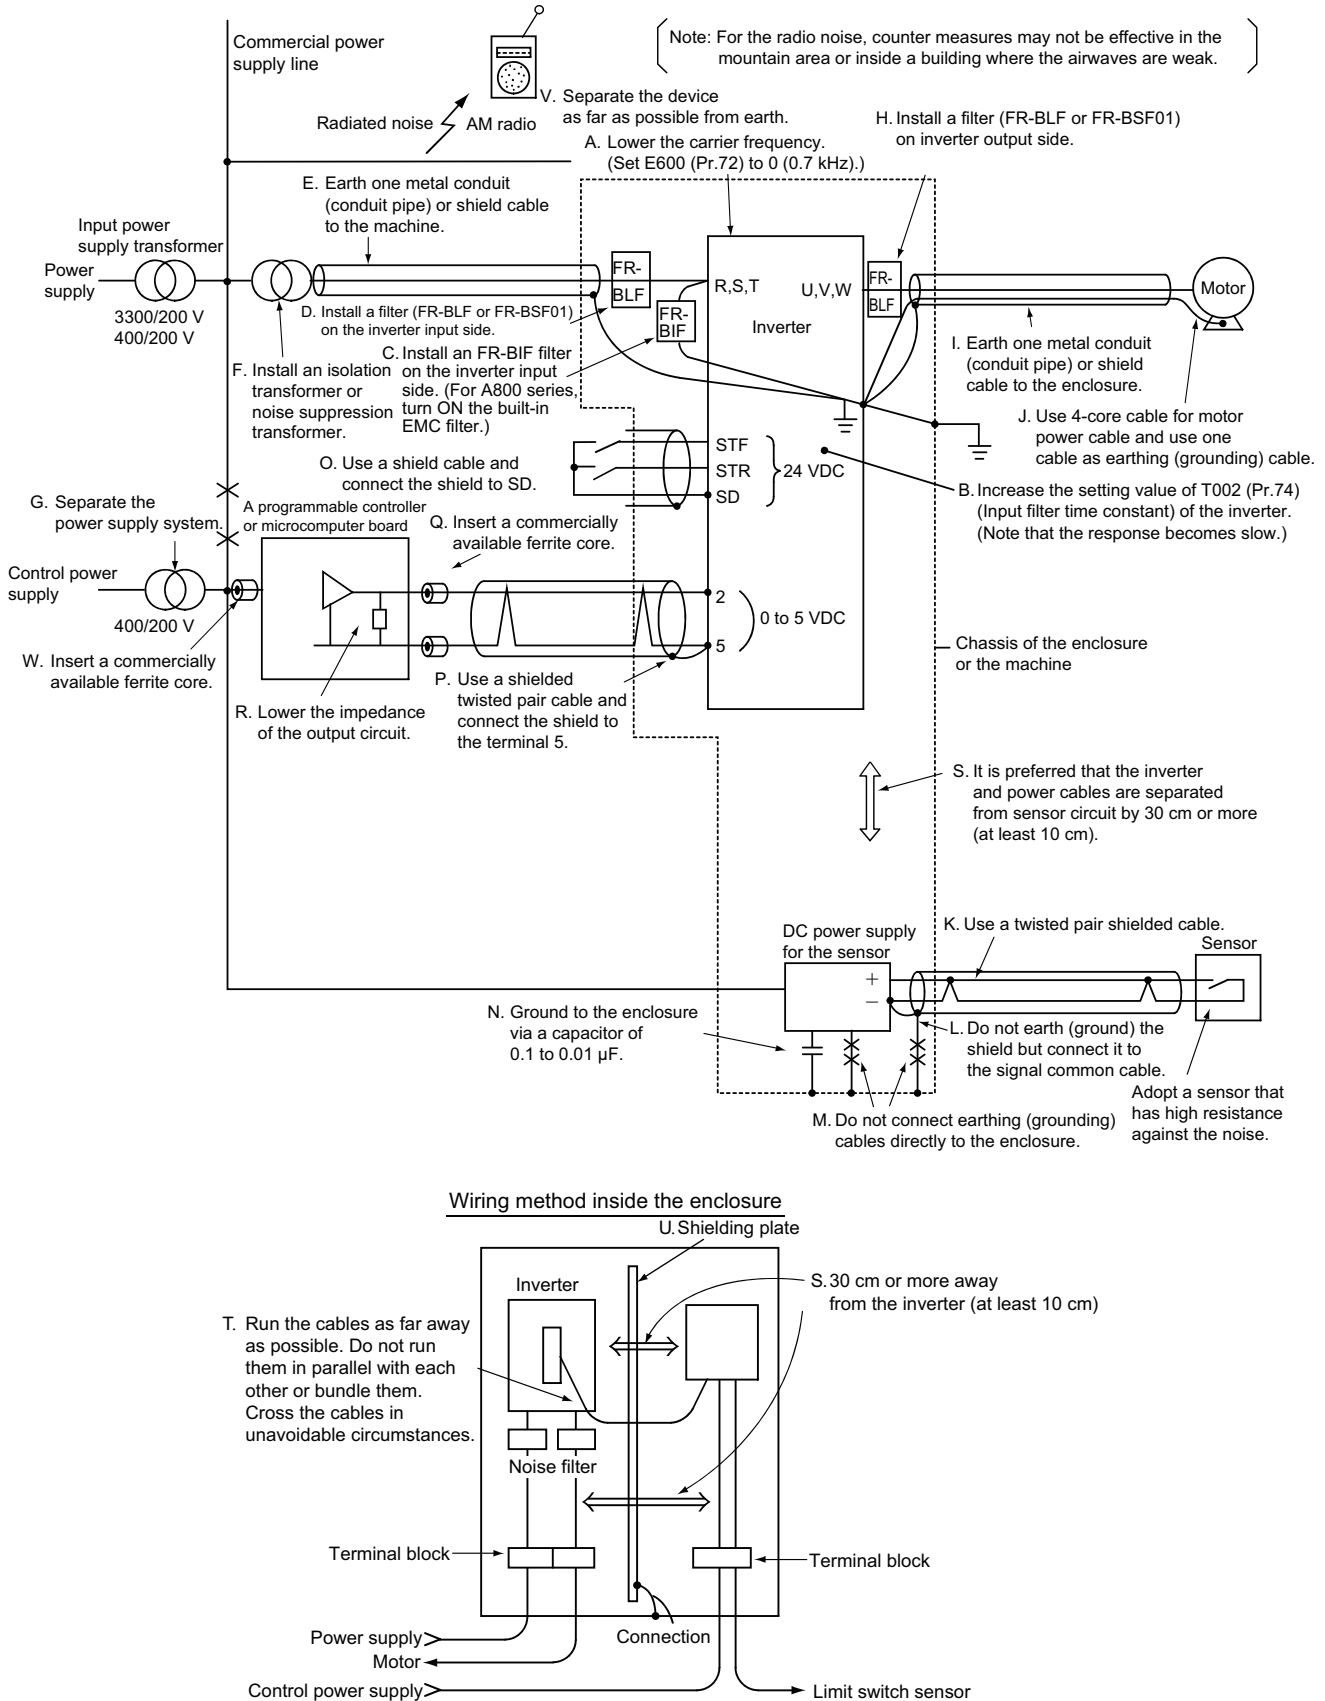 Commercial power
supply line
Note: For the radio noise, counter measures may not be effective in the
mountain area or inside a building where the airwaves are weak.
Radiated noise
AM radio
V. Separate the device
as far as possible from earth.
A. Lower the carrier frequency.
(Set E600 (Pr.72) to 0 (0.7 kHz).)
H. Install a filter (FR-BLF or FR-BSF01)
on inverter output side.
E. Earth one metal conduit
(conduit pipe) or shield cable
to the machine.
Input power
supply transformer
Power
supply
3300/200 V
400/200 V
FR-
BLF
R,S,T
U,V,W
FR-
BLF
Motor
D. Install a filter (FR-BLF or FR-BSF01)
on the inverter input side.
FR-
BIF
Inverter
C. Install an FR-BIF filter
on the inverter input
side. (For A800 series,
turn ON the built-in
EMC filter.)
F. Install an isolation
transformer or
noise suppression
transformer.
I. Earth one metal conduit
(conduit pipe) or shield
cable to the enclosure.
J. Use 4-core cable for motor
power cable and use one
cable as earthing (grounding) cable.
O. Use a shield cable and
connect the shield to SD.
STF
STR
SD
24 VDC
B. Increase the setting value of T002 (Pr.74)
(Input filter time constant) of the inverter.
(Note that the response becomes slow.)
G. Separate the
power supply system.
A programmable controller
or microcomputer board
Q. Insert a commercially
available ferrite core.
Control power
supply
400/200 V
2
0 to 5 VDC
5
Chassis of the enclosure
or the machine
W. Insert a commercially
available ferrite core.
R. Lower the impedance
of the output circuit.
P. Use a shielded
twisted pair cable and
connect the shield to
the terminal 5.
S. It is preferred that the inverter
and power cables are separated
from sensor circuit by 30 cm or more
(at least 10 cm).
DC power supply
for the sensor
K. Use a twisted pair shielded cable.
Sensor
+
−
N. Ground to the enclosure
via a capacitor of
0.1 to 0.01 µF.
L. Do not earth (ground) the
shield but connect it to
the signal common cable.
M. Do not connect earthing (grounding)
cables directly to the enclosure.
Adopt a sensor that
has high resistance
against the noise.
Wiring method inside the enclosure
U. Shielding plate
Inverter
S. 30 cm or more away
from the inverter (at least 10 cm)
T. Run the cables as far away
as possible. Do not run
them in parallel with each
other or bundle them.
Cross the cables in
unavoidable circumstances.
Noise filter
Terminal block
Terminal block
Power supply
Connection
Motor
Control power supply
Limit switch sensor